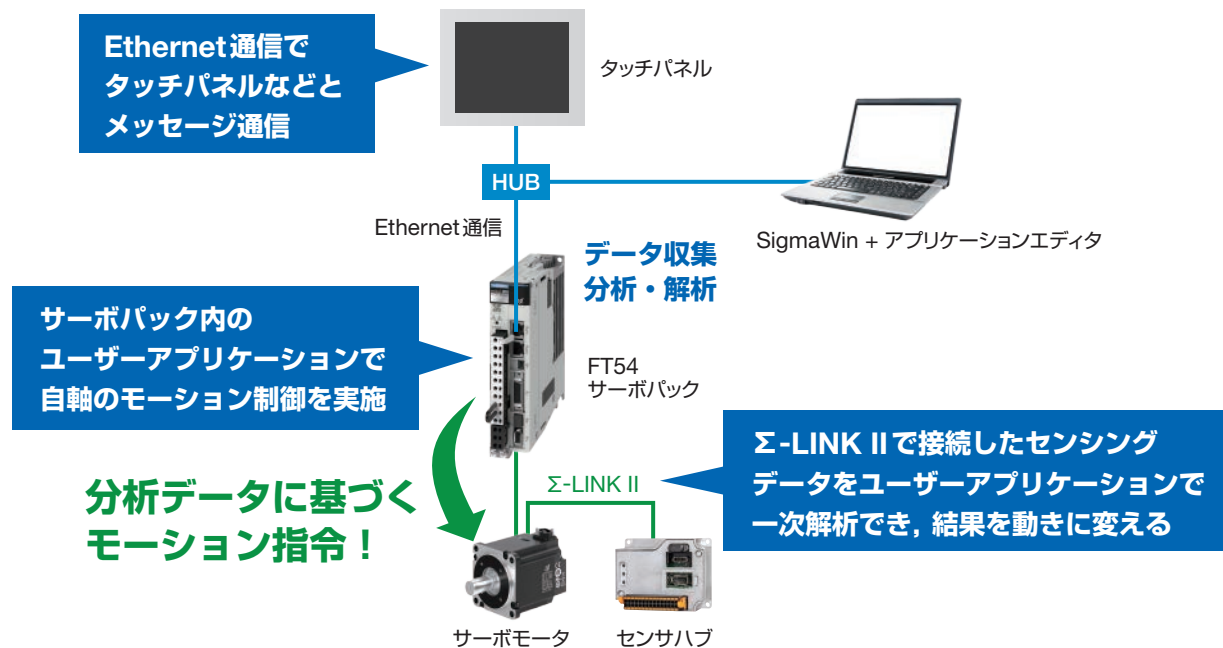 Ethernet通信で
タッチパネルなどと
メッセージ通信
タッチパネル
HUB
Ethernet通信
SigmaWin + アプリケーションエディタ
データ収集
分析・解析
サーボパック内の
ユーザーアプリケーションで
自軸のモーション制御を実施
FT54
サーボパック
Σ-LINK IIで接続したセンシング
データをユーザーアプリケーションで
一次解析でき, 結果を動きに変える
分析データに基づく
モーション指令！
Σ-LINK II
サーボモータ
センサハブ